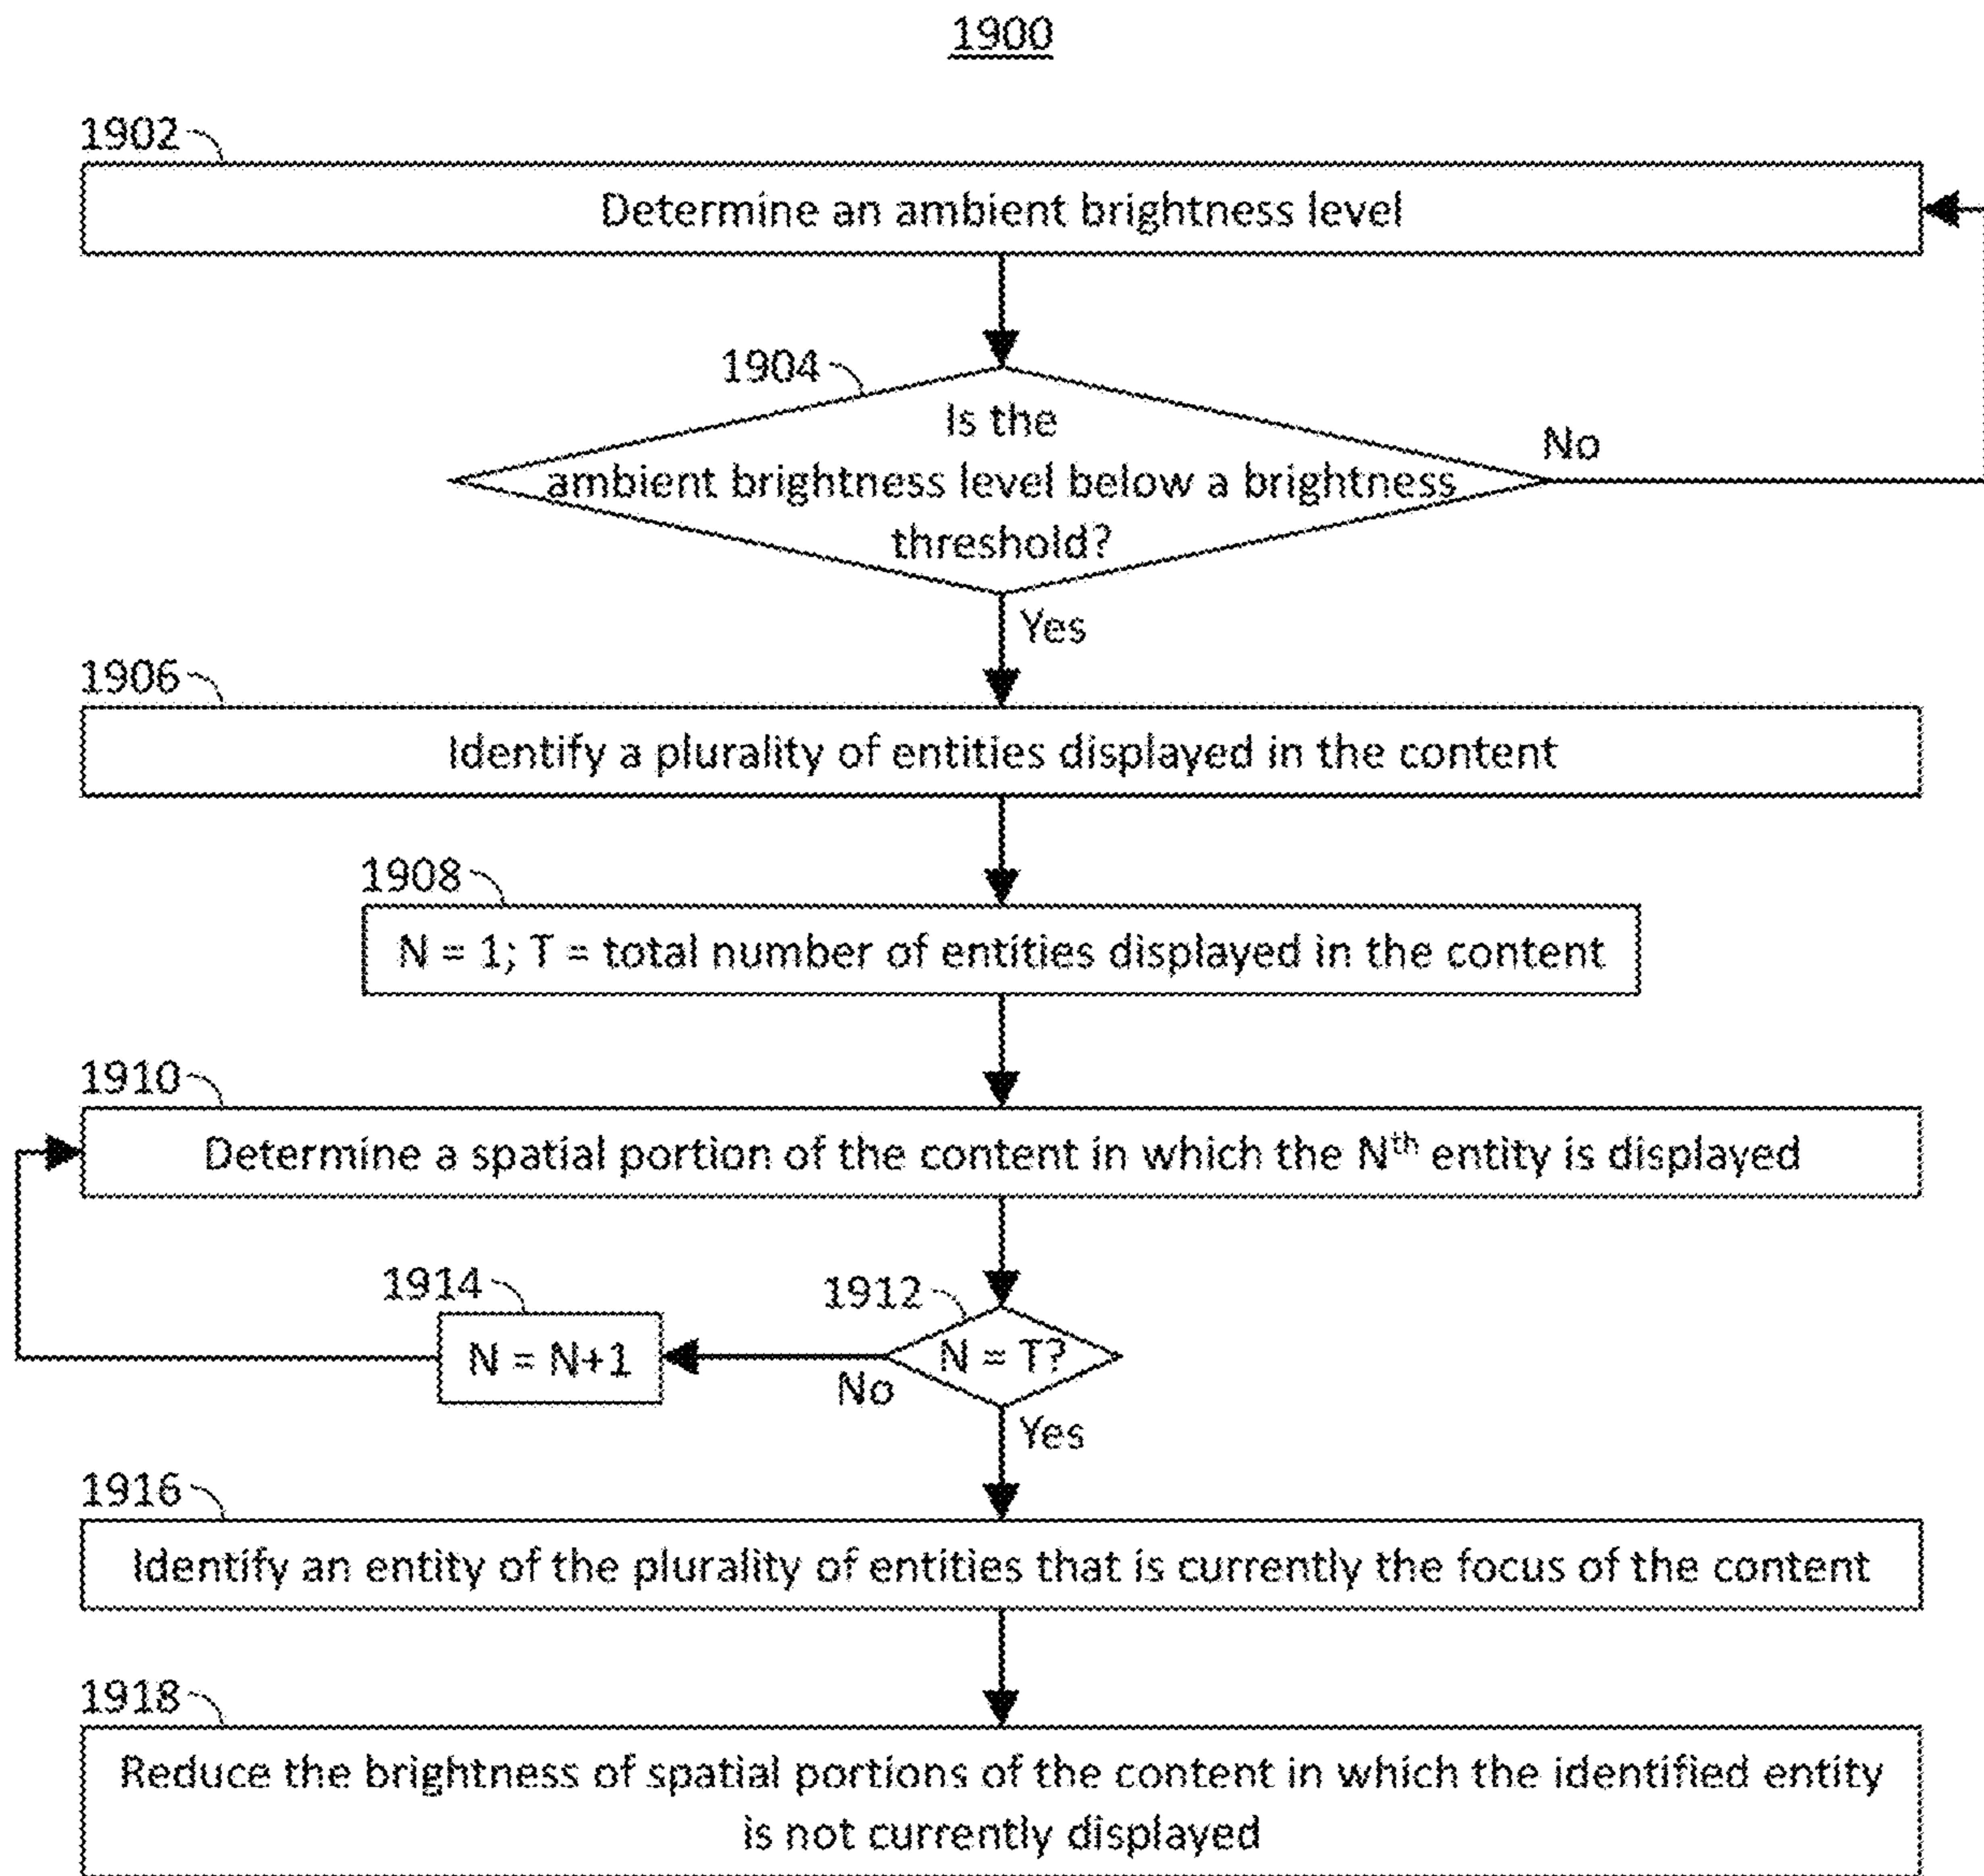 1900
1902
Determine an ambient brightness level
1904
Is the
ambient brightness level below a brightness
threshold?
No
Yes
1906
Identify a plurality of entities displayed in the content
1908
N = 1; T = total number of entities displayed in the content
1910
Determine a spatial portion of the content in which the Nth entity is displayed
1914
N = N+1
1912
N = T?
No
Yes
1916
Identify an entity of the plurality of entities that is currently the focus of the content
1918
Reduce the brightness of spatial portions of the content in which the identified entity
is not currently displayed